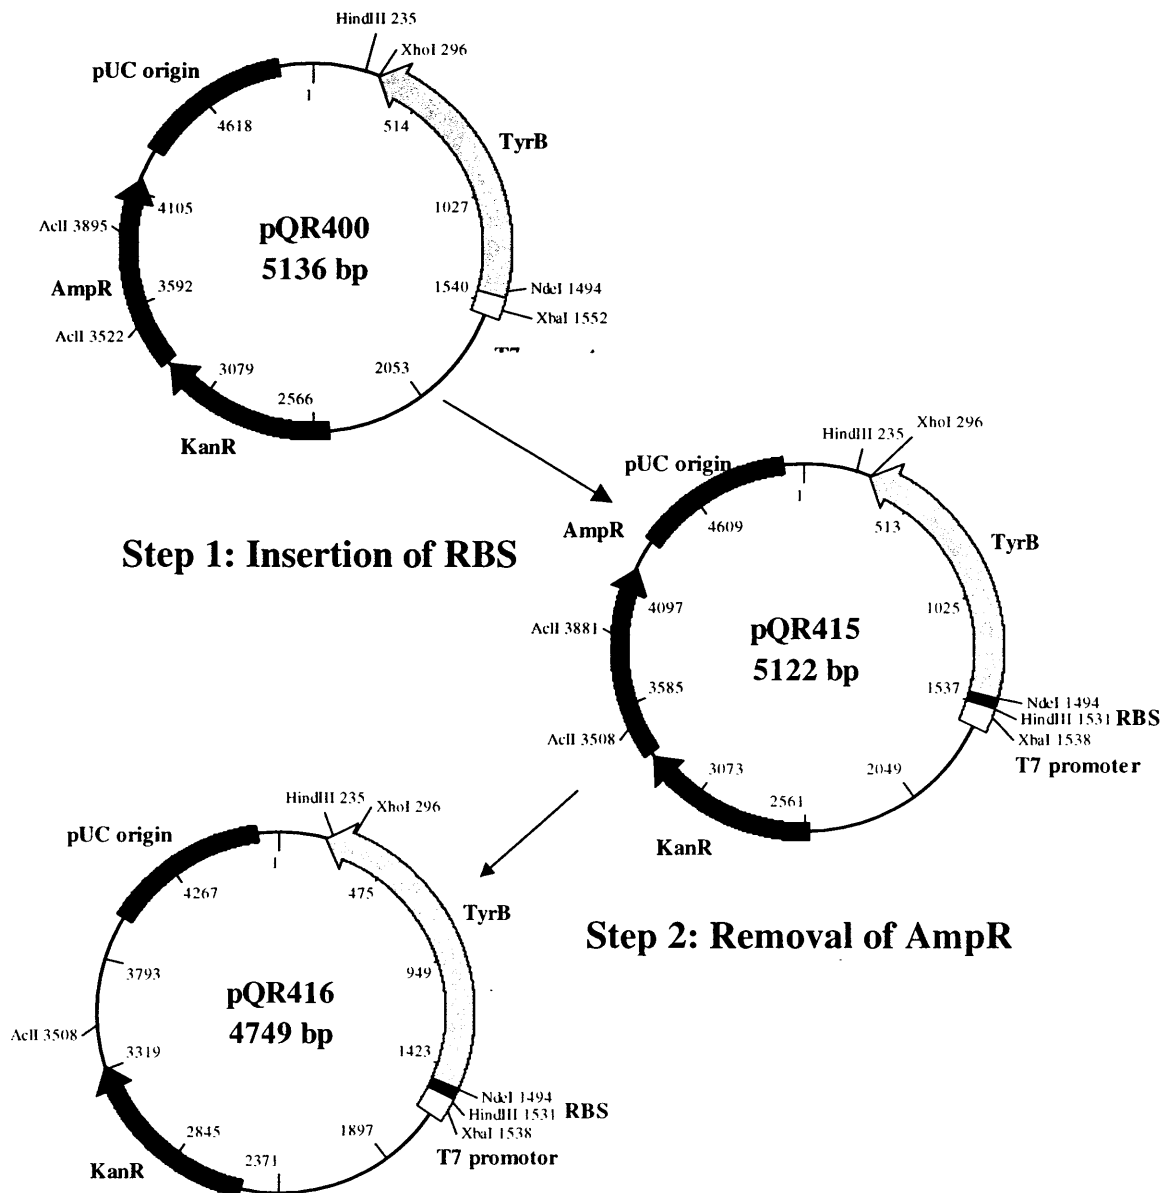 HindIII 235
XhoI 296
pUC origin
1
4618
514
TyrB
4105
1027
AclI 3895
pQR400
5136 bp
AmpR
3592
1540
NdeI 1494
XbaI 1552
AclI 3522
3079
2053
2566
KanR
HindIII 235
XhoI 296
pUC origin
1
AmpR
4609
513
TyrB
Step 1: Insertion of RBS
4097
1025
AclI 3881
pQR415
5122 bp
3585
1537
NdeI 1494
HindIII 1531 RBS
XbaI 1538
AclI 3508
T7 promoter
3073
2049
2561
KanR
HindIII 235
XhoI 296
pUC origin
1
4267
475
TyrB
Step 2: Removal of AmpR
3793
949
pQR416
4749 bp
AclI 3508
3319
1423
NdeI 1494
HindIII 1531 RBS
XbaI 1538
T7 promotor
2845
1897
2371
KanR